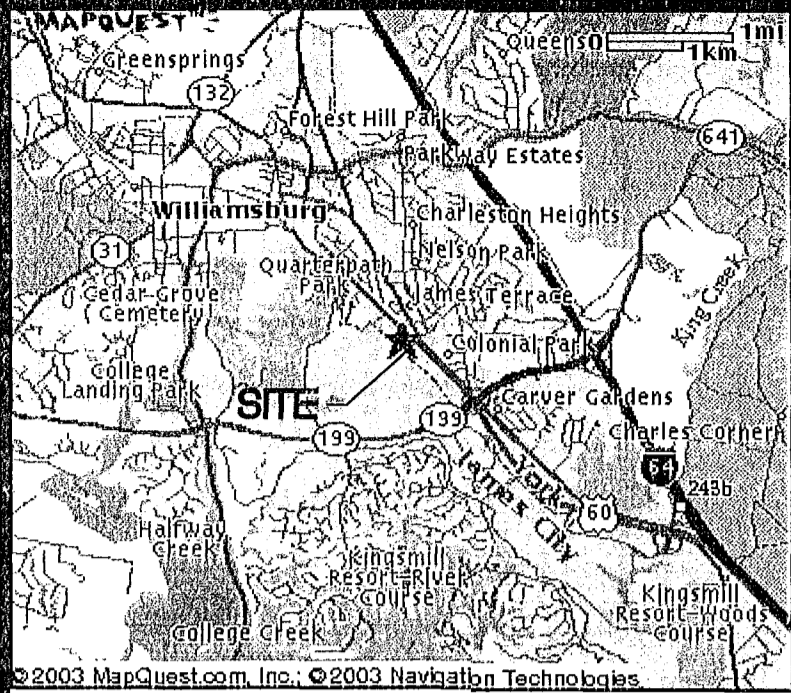 MAPQUEST
Queens
0 1mi
1km
Greensprings
132
Forest Hill Park
641
Parkway Estates
Williamsburg
Charleston Heights
31
Nelson Park
Quarterpath
Park
James Terrace
King Creek
Cedar Grove
Cemetery
Colonial Park
College
Landing Park
SITE
Carver Gardens
199
199
Charles Corner
64
243b
York
James City
60
Halfway
Creek
Kingsmill
Resort-River
Course
Kingsmill
Resort-Woods
Course
College Creek
©2003 MapQuest.com, Inc.; ©2003 Navigation Technologies